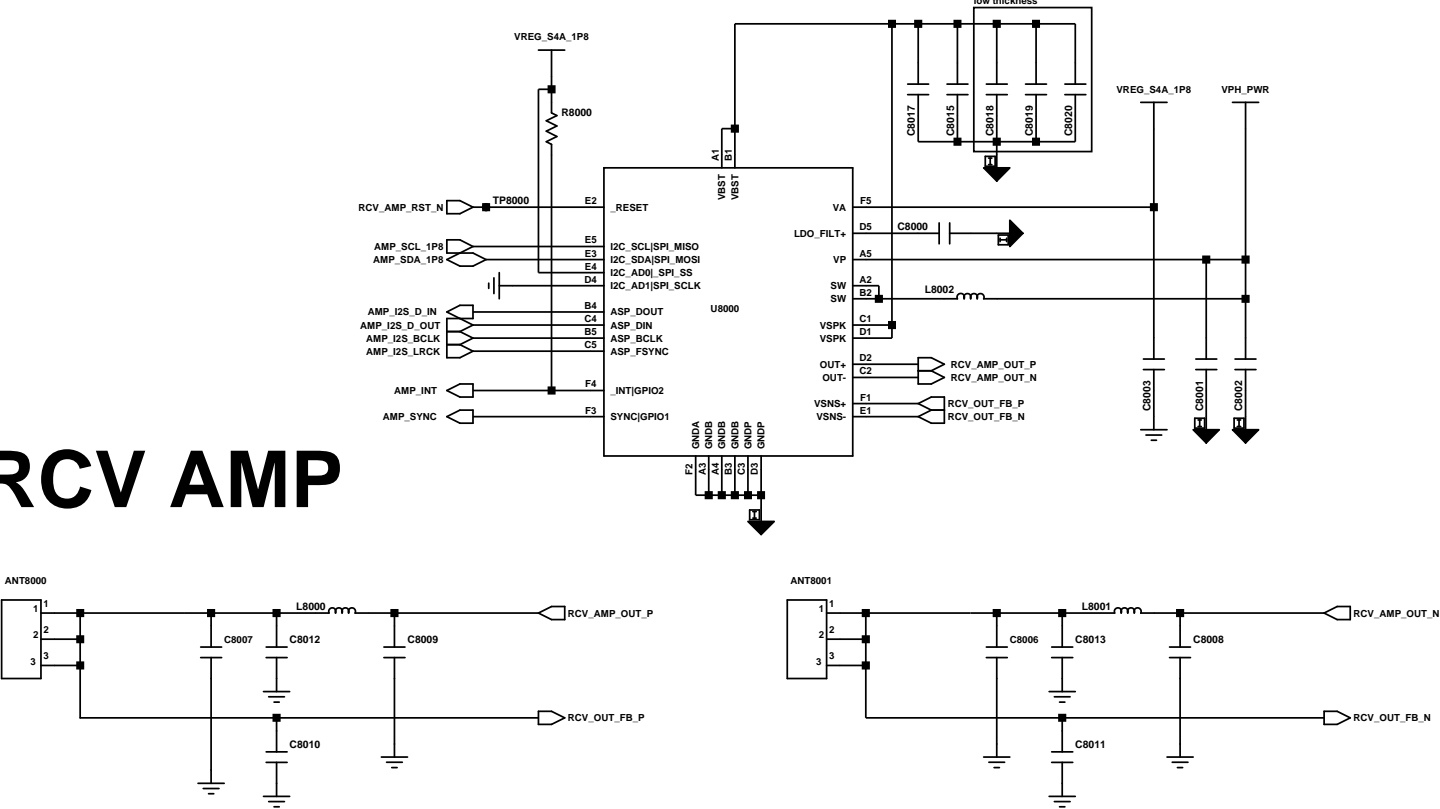 low thickness
VREG_S4A_1P8
R8000
C8017
C8015
C8018
C8019
C8020
VREG_S4A_1P8
VPH_PWR
A1
B1
VBST
VBST
RCV_AMP_RST_N
TP8000
E2
_RESET
VA
F5
AMP_SCL_1P8
E5
I2C_SCL|SPI_MISO
LDO_FILT+
D5
C8000
AMP_SDA_1P8
E3
I2C_SDA|SPI_MOSI
VP
A5
E4
I2C_AD0|_SPI_SS
D4
I2C_AD1|SPI_SCLK
SW
A2
SW
B2
L8002
U8000
AMP_I2S_D_IN
B4
ASP_DOUT
AMP_I2S_D_OUT
C4
ASP_DIN
VSPK
C1
AMP_I2S_BCLK
B5
ASP_BCLK
VSPK
D1
AMP_I2S_LRCK
C5
ASP_FSYNC
OUT+
D2
RCV_AMP_OUT_P
OUT-
C2
RCV_AMP_OUT_N
AMP_INT
F4
_INT|GPIO2
VSNS+
F1
RCV_OUT_FB_P
AMP_SYNC
F3
SYNC|GPIO1
VSNS-
E1
RCV_OUT_FB_N
C8003
C8001
C8002
GNDA
GNDB
GNDB
GNDB
GNDP
GNDP
F2
A3
A4
B3
C3
D3
RCV AMP
ANT8000
1
1
2
2
3
3
L8000
RCV_AMP_OUT_P
C8007
C8012
C8009
RCV_OUT_FB_P
C8010
ANT8001
1
1
2
2
3
3
L8001
RCV_AMP_OUT_N
C8006
C8013
C8008
RCV_OUT_FB_N
C8011